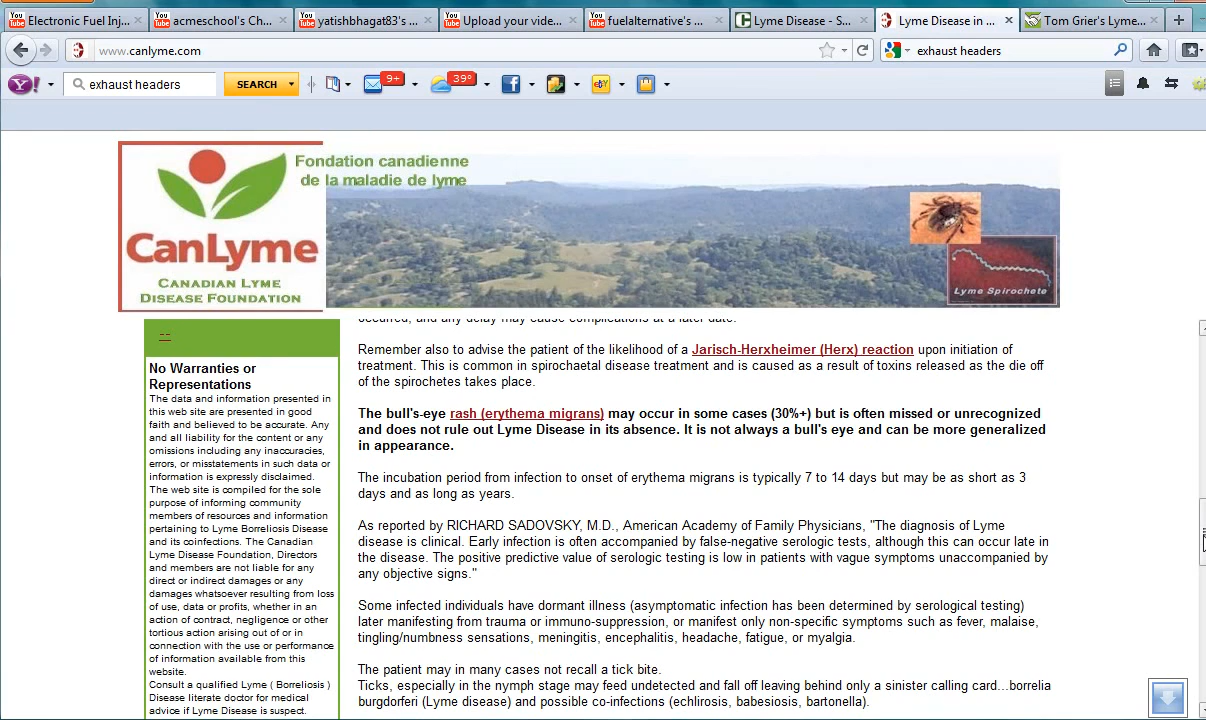 Electronic Fuel Inj...
acmeschool's Ch...
yatishbhagat83's ...
Upload your vide...
fuelalternative's ...
Lyme Disease - S...
Lyme Disease in ...
Tom Grier's Lyme...
www.canlyme.com
exhaust headers
exhaust headers
SEARCH
9+
39°
Fondation canadienne
de la maladie de lyme
CanLyme
CANADIAN LYME
DISEASE FOUNDATION
Lyme Spirochete
--
No Warranties or
Representations
The data and information presented in
this web site are presented in good
faith and believed to be accurate. Any
and all liability for the content or any
omissions including any inaccuracies,
errors, or misstatements in such data or
information is expressly disclaimed.
The web site is compiled for the sole
purpose of informing community
members of resources and information
pertaining to Lyme Borreliosis Disease
and its coinfections. The Canadian
Lyme Disease Foundation, Directors
and members are not liable for any
direct or indirect damages or any
damages whatsoever resulting from loss
of use, data or profits, whether in an
action of contract, negligence or other
tortious action arising out of or in
connection with the use or performance
of information available from this
website.
Consult a qualified Lyme ( Borreliosis )
Disease literate doctor for medical
advice if Lyme Disease is suspect.
occurred, and any delay may cause complications at a later date.
Remember also to advise the patient of the likelihood of a Jarisch-Herxheimer (Herx) reaction upon initiation of
treatment. This is common in spirochaetal disease treatment and is caused as a result of toxins released as the die off
of the spirochetes takes place.
The bull's-eye rash (erythema migrans) may occur in some cases (30%+) but is often missed or unrecognized
and does not rule out Lyme Disease in its absence. It is not always a bull's eye and can be more generalized
in appearance.
The incubation period from infection to onset of erythema migrans is typically 7 to 14 days but may be as short as 3
days and as long as years.
As reported by RICHARD SADOVSKY, M.D., American Academy of Family Physicians, "The diagnosis of Lyme
disease is clinical. Early infection is often accompanied by false-negative serologic tests, although this can occur late in
the disease. The positive predictive value of serologic testing is low in patients with vague symptoms unaccompanied by
any objective signs."
Some infected individuals have dormant illness (asymptomatic infection has been determined by serological testing)
later manifesting from trauma or immuno-suppression, or manifest only non-specific symptoms such as fever, malaise,
tingling/numbness sensations, meningitis, encephalitis, headache, fatigue, or myalgia.
The patient may in many cases not recall a tick bite.
Ticks, especially in the nymph stage may feed undetected and fall off leaving behind only a sinister calling card...borrelia
burgdorferi (Lyme disease) and possible co-infections (echlirosis, babesiosis, bartonella).